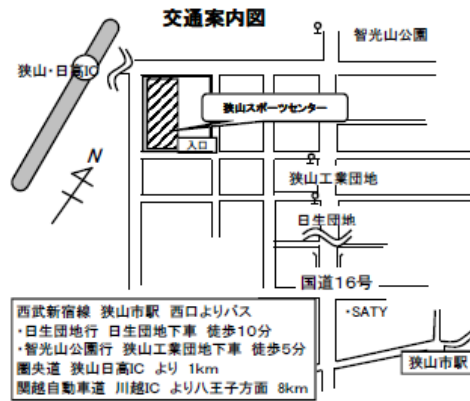 交通案内図
智光山公園
狭山・日高IC
狭山スポーツセンター
入口
N
狭山工業団地
日生団地
国道16号
・SATY
狭山市駅
西武新宿線 狭山市駅 西口よりバス
・日生団地行 日生団地下車 徒歩10分
・智光山公園行 狭山工業団地下車 徒歩5分
圏央道 狭山日高IC より 1km
関越自動車道 川越IC より八王子方面 8km